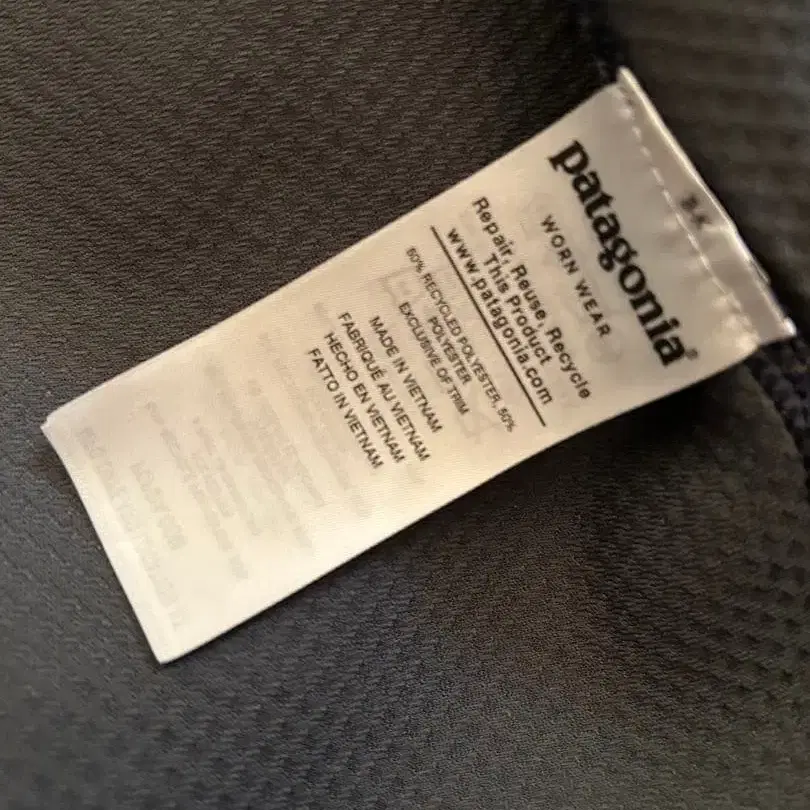 patagonia®
WORN WEAR
Repair, Reuse, Recycle
This Product
www.patagonia.com
50% RECYCLED POLYESTER, 50%
POLYESTER
EXCLUSIVE OF TRIM
MADE IN VIETNAM
FABRIQUÉ AU VIETNAM
HECHO EN VIETNAM
FATTO IN VIETNAM